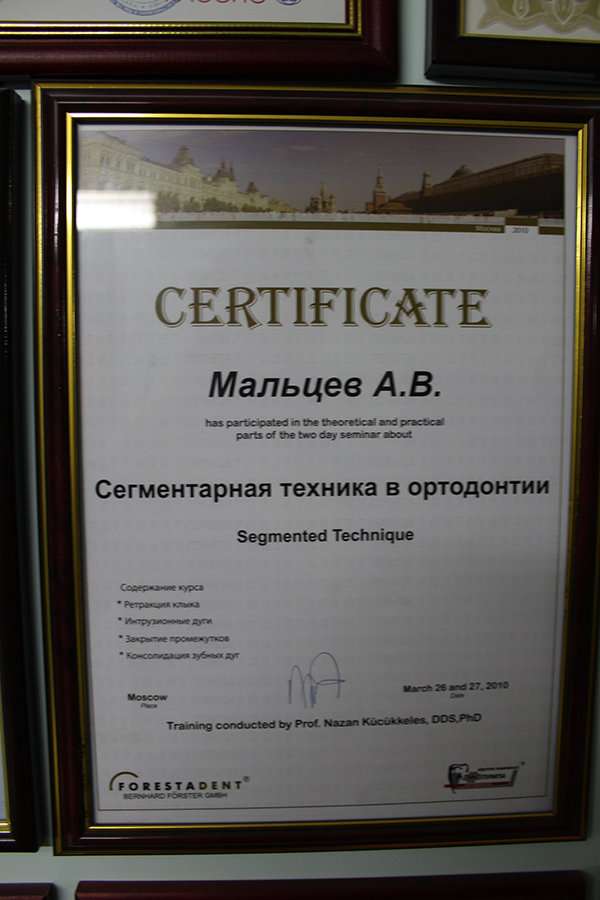 Москва 2010
CERTIFICATE
Мальцев А.В.
has participated in the theoretical and practical
parts of the two day seminar about
Сегментарная техника в ортодонтии
Segmented Technique
Содержание курса
* Ретракция клыка
* Интрузионные дуги
* Закрытие промежутков
* Консолидация зубных дуг
Moscow
Place
March 26 and 27, 2010
Date
Training conducted by Prof. Nazan Kücükkeles, DDS,PhD
FORESTADENT®
BERNHARD FÖRSTER GMBH